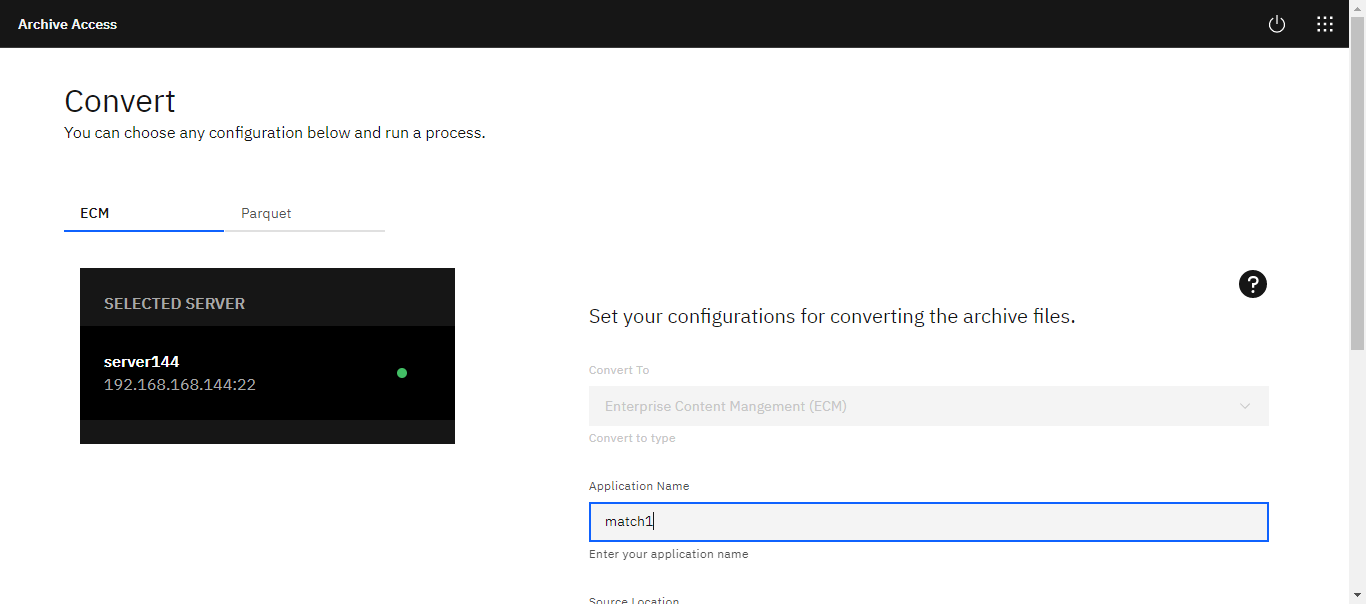 Archive Access
Convert
You can choose any configuration below and run a process.
ECM
Parquet
SELECTED SERVER
server144
192.168.168.144:22
?
Set your configurations for converting the archive files.
Convert To
Enterprise Content Mangement (ECM)
Convert to type
Application Name
match1
Enter your application name
Source Location